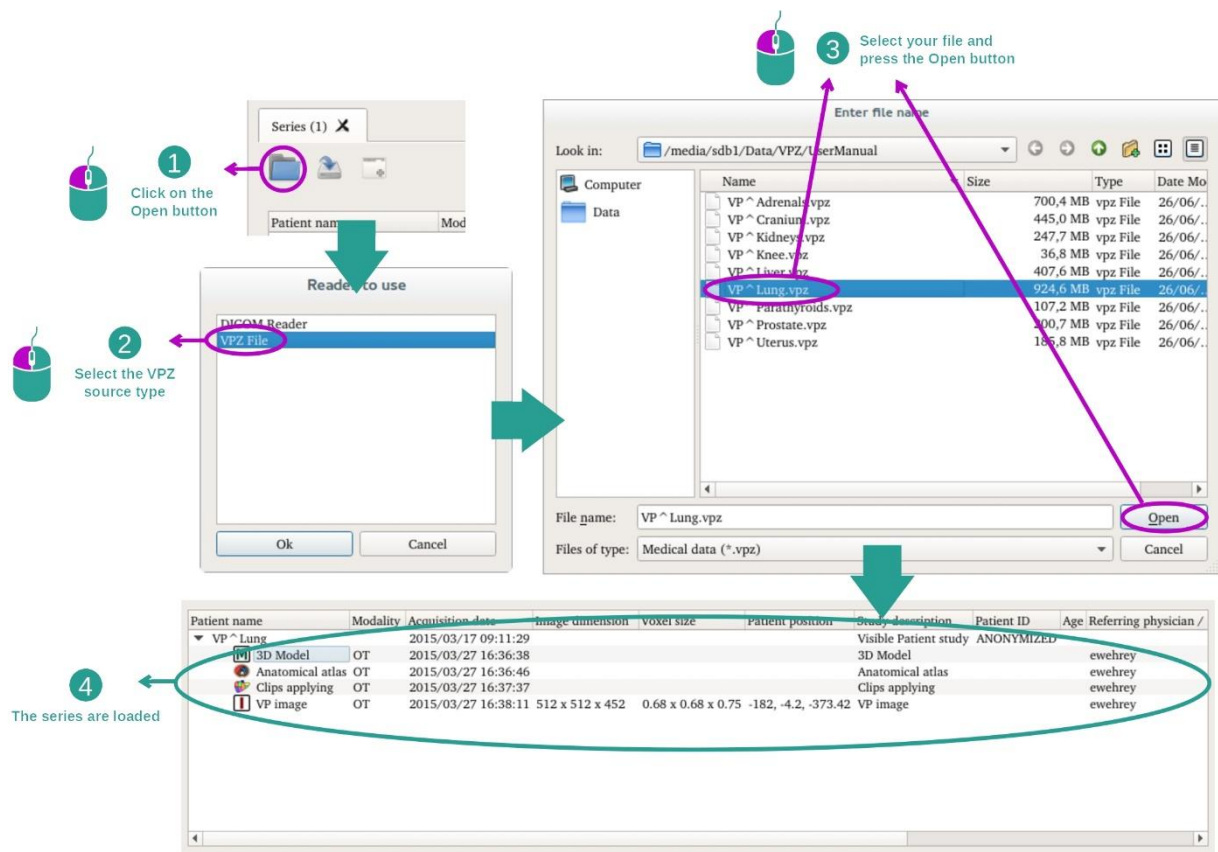 3
Select your file and
press the Open button
Series (1)
1
Click on the
Open button
Patient name
Mod
Reader to use
DICOM Reader
VPZ File
2
Select the VPZ
source type
Ok
Cancel
Enter file name
Look in:
/media/sdb1/Data/VPZ/UserManual
Computer
Data
Name Size Type Date Mo
VP^Adrenals.vpz 700,4 MB vpz File 26/06/..
VP^Cranium.vpz 445,0 MB vpz File 26/06/..
VP^Kidneys.vpz 247,7 MB vpz File 26/06/..
VP^Knee.vpz 36,8 MB vpz File 26/06/..
VP^Liver.vpz 407,6 MB vpz File 26/06/..
VP^Lung.vpz 924,6 MB vpz File 26/06/..
VP^Parathyroids.vpz 107,2 MB vpz File 26/06/..
VP^Prostate.vpz 200,7 MB vpz File 26/06/..
VP^Uterus.vpz 185,8 MB vpz File 26/06/..
File name: VP^Lung.vpz Open
Files of type: Medical data (*.vpz) Cancel
4
The series are loaded
Patient name Modality Acquisition date Image dimension Voxel size Patient position Study description Patient ID Age Referring physician /
VP^Lung 2015/03/17 09:11:29 Visible Patient study ANONYMIZED
M 3D Model OT 2015/03/27 16:36:38 3D Model ewehrey
Anatomical atlas OT 2015/03/27 16:36:46 Anatomical atlas ewehrey
Clips applying OT 2015/03/27 16:37:37 Clips applying ewehrey
I VP image OT 2015/03/27 16:38:11 512 x 512 x 452 0.68 x 0.68 x 0.75 -182, -4.2, -373.42 VP image ewehrey